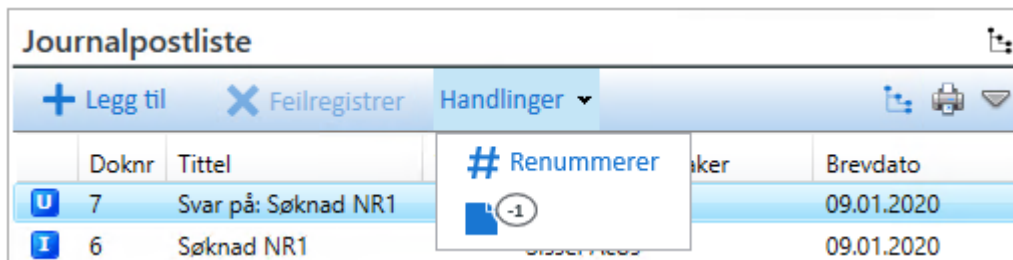 Journalpostliste
Legg til Feilregistrer Handlinger
Doknr Tittel Brevdato
# Renummerer
-1
U 7 Svar på: Søknad NR1 09.01.2020
I 6 Søknad NR1 09.01.2020